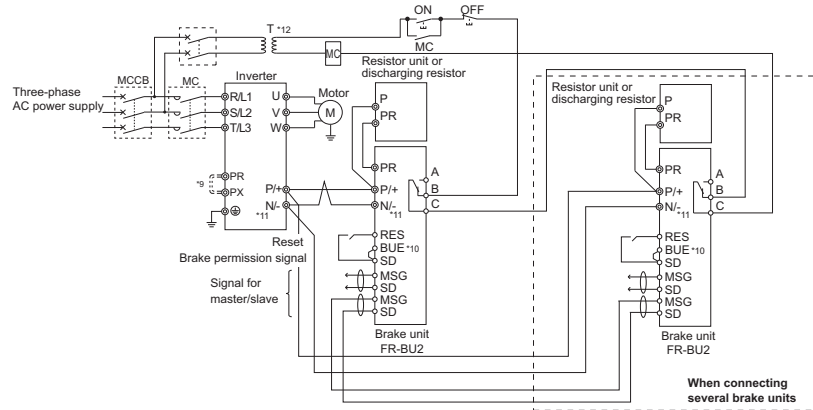 ON
OFF
T *12
MC
MC
MCCB
MC
Inverter
Three-phase
AC power supply
R/L1
S/L2
T/L3
U
V
W
Motor
M
PR
PX
*9
P/+
N/-
*11
Resistor unit or
discharging resistor
P
PR
PR
P/+
N/-
*11
A
B
C
Reset
RES
Brake permission signal
BUE *10
SD
Signal for
master/slave
MSG
SD
MSG
SD
Brake unit
FR-BU2
Resistor unit or
discharging resistor
P
PR
PR
P/+
N/-
*11
A
B
C
RES
BUE *10
SD
MSG
SD
MSG
SD
Brake unit
FR-BU2
When connecting
several brake units